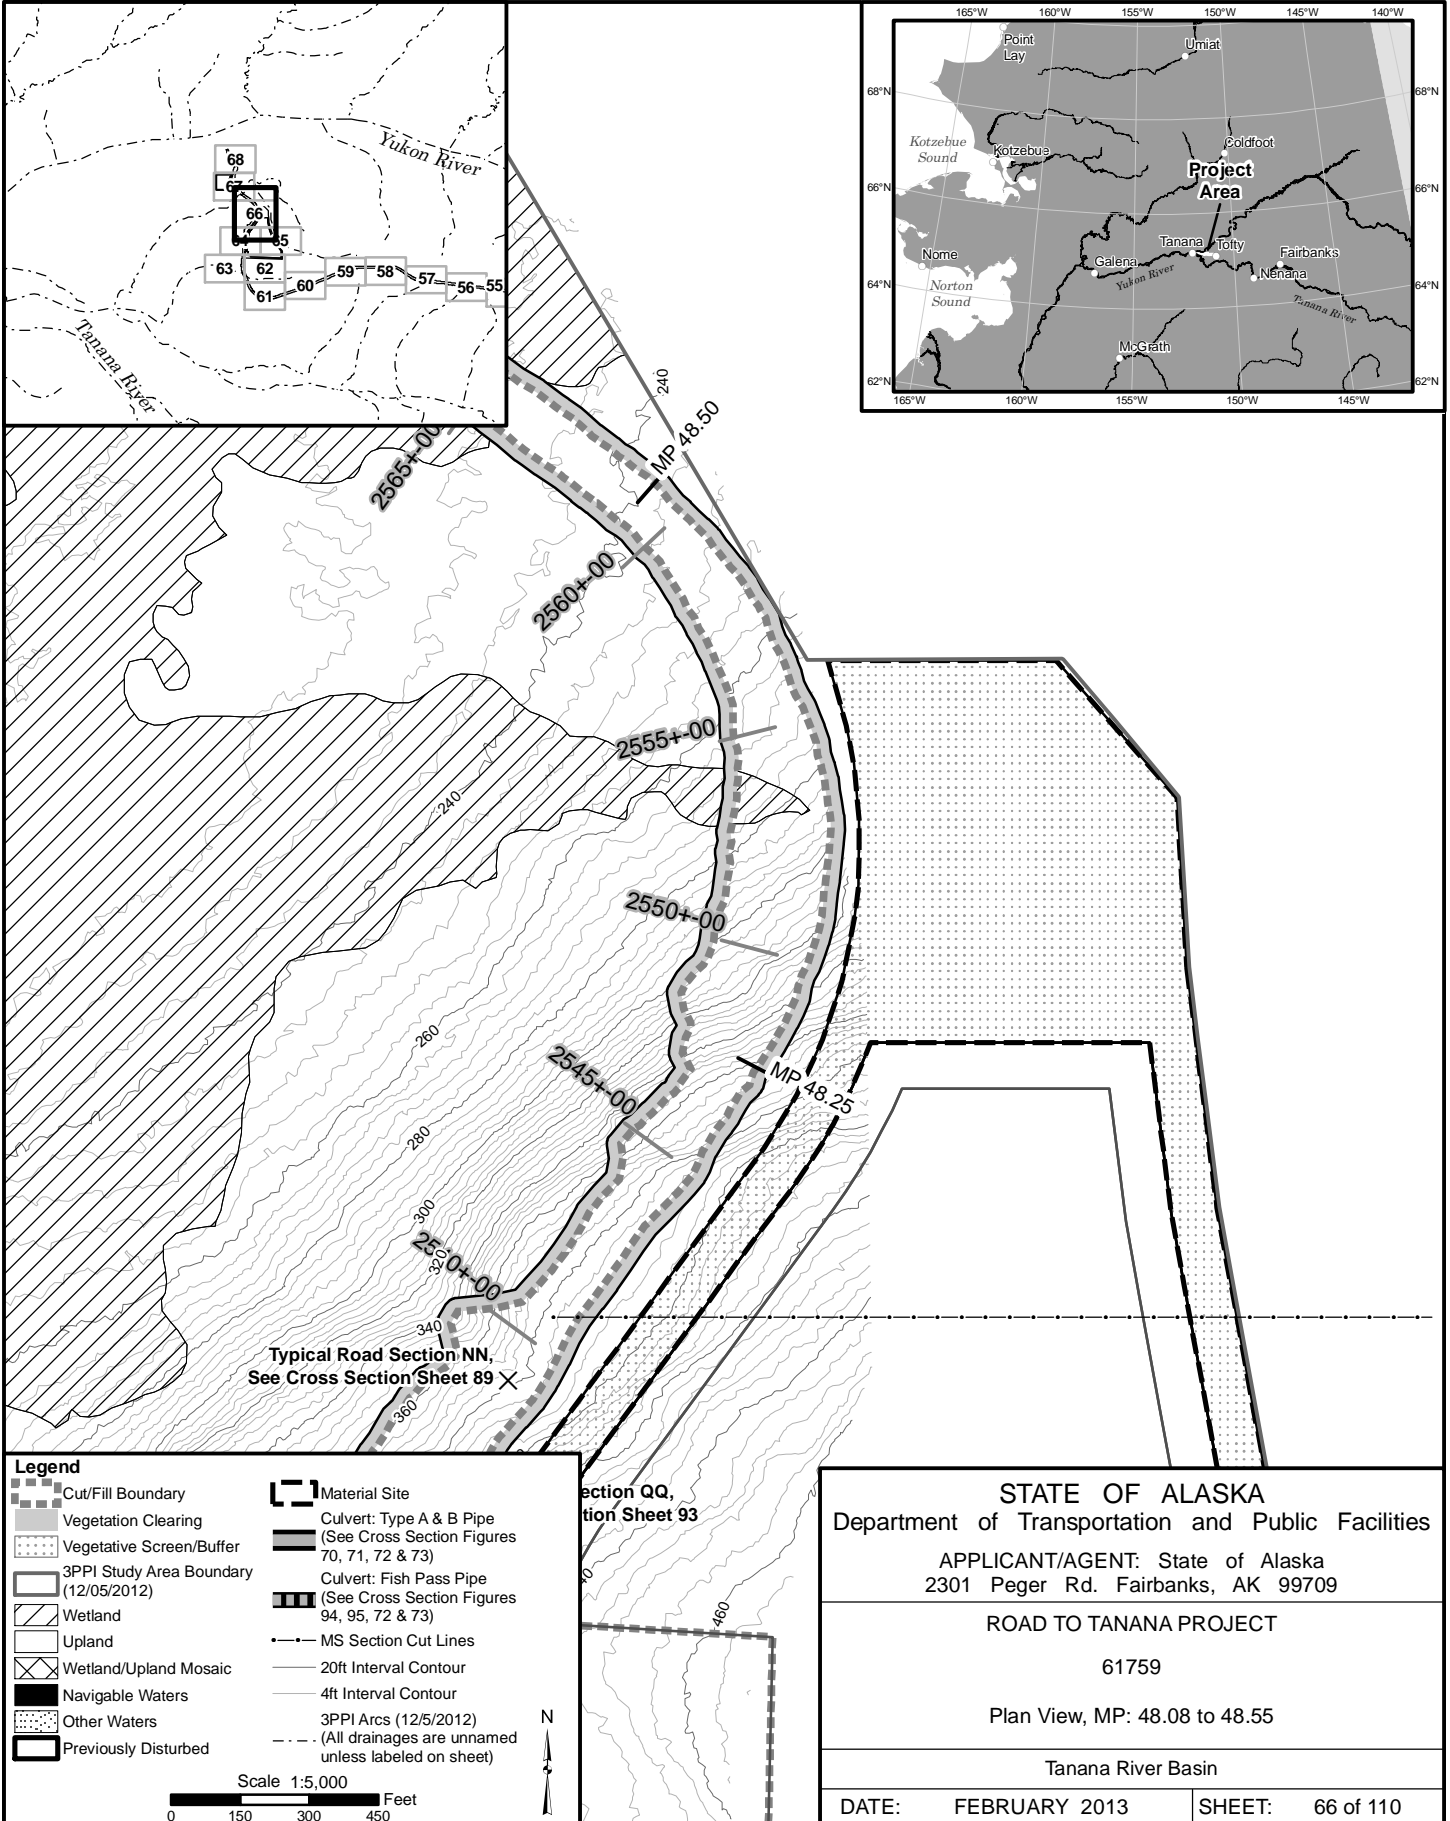 Yukon River
Tanana River
68
67
66
64
65
63
62
61
60
59
58
57
56
55
165°W
160°W
155°W
150°W
145°W
140°W
68°N
66°N
64°N
62°N
68°N
66°N
64°N
62°N
165°W
160°W
155°W
150°W
145°W
Point
Lay
Umiat
Kotzebue
Sound
Kotzebue
Coldfoot
Project
Area
Nome
Norton
Sound
Galena
Tanana
Tofty
Fairbanks
Nenana
Yukon River
Tanana River
McGrath
240
MP 48.50
2565+-00
2560+-00
2555+-00
240
2550+-00
260
2545+-00
MP 48.25
280
300
320
340
Typical Road Section NN,
See Cross Section Sheet 89
360
ection QQ,
tion Sheet 93
460
Legend
Cut/Fill Boundary
Vegetation Clearing
Vegetative Screen/Buffer
3PPI Study Area Boundary
(12/05/2012)
Wetland
Upland
Wetland/Upland Mosaic
Navigable Waters
Other Waters
Previously Disturbed
Material Site
Culvert: Type A & B Pipe
(See Cross Section Figures
70, 71, 72 & 73)
Culvert: Fish Pass Pipe
(See Cross Section Figures
94, 95, 72 & 73)
MS Section Cut Lines
20ft Interval Contour
4ft Interval Contour
3PPI Arcs (12/5/2012)
(All drainages are unnamed
unless labeled on sheet)
N
Scale 1:5,000
Feet
0 150 300 450
STATE OF ALASKA
Department of Transportation and Public Facilities
APPLICANT/AGENT: State of Alaska
2301 Peger Rd. Fairbanks, AK 99709
ROAD TO TANANA PROJECT
61759
Plan View, MP: 48.08 to 48.55
Tanana River Basin
DATE: FEBRUARY 2013
SHEET: 66 of 110